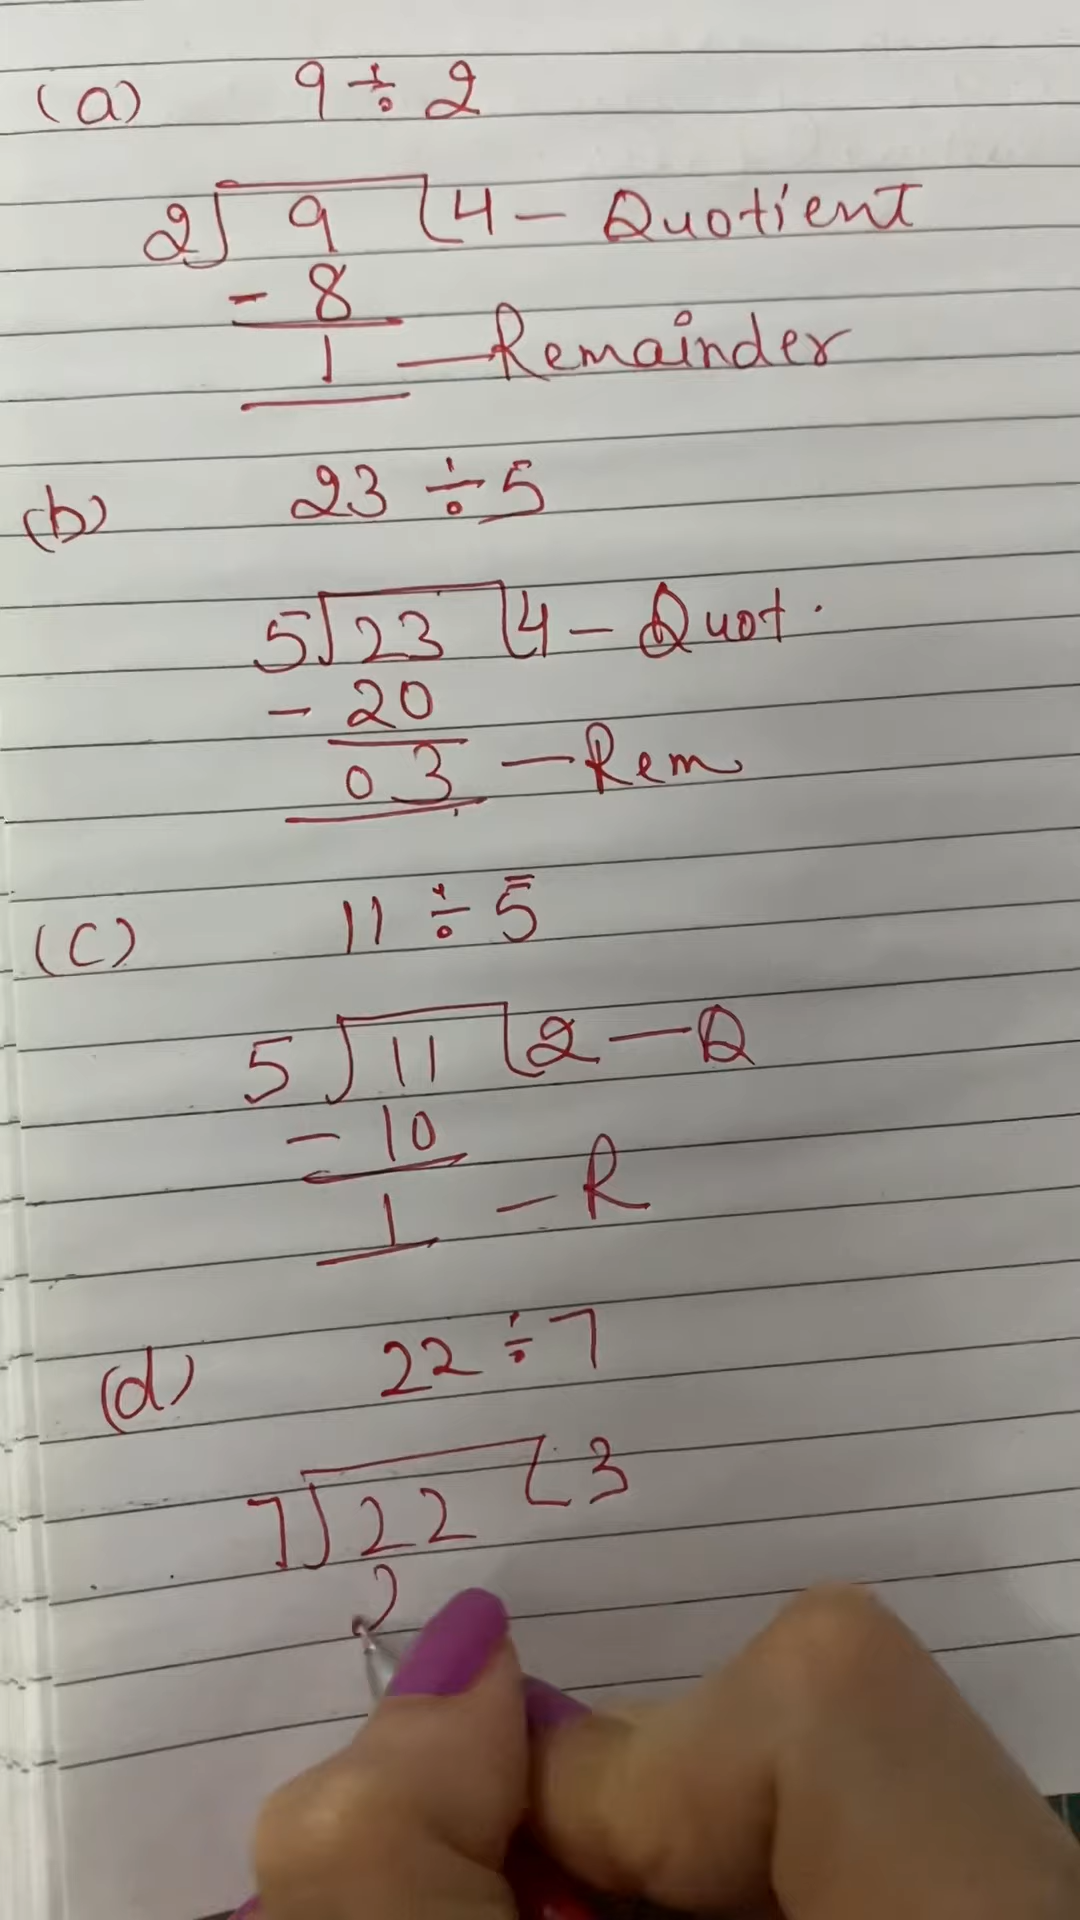 (a) 9 ÷ 2
2 9 4 - Quotient
- 8
1 - Remainder
(b) 23 ÷ 5
5 23 4 - Quot.
- 20
03 - Rem
(c) 11 ÷ 5
5 11 2 - Q
- 10
1 - R
(d) 22 ÷ 7
7 22 3
2